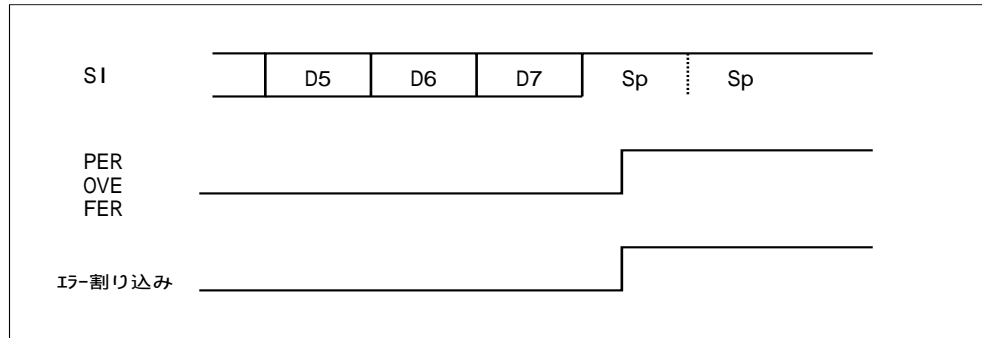 SI D5 D6 D7 Sp Sp
PER
OVE
FER
ｴﾗｰ割り込み